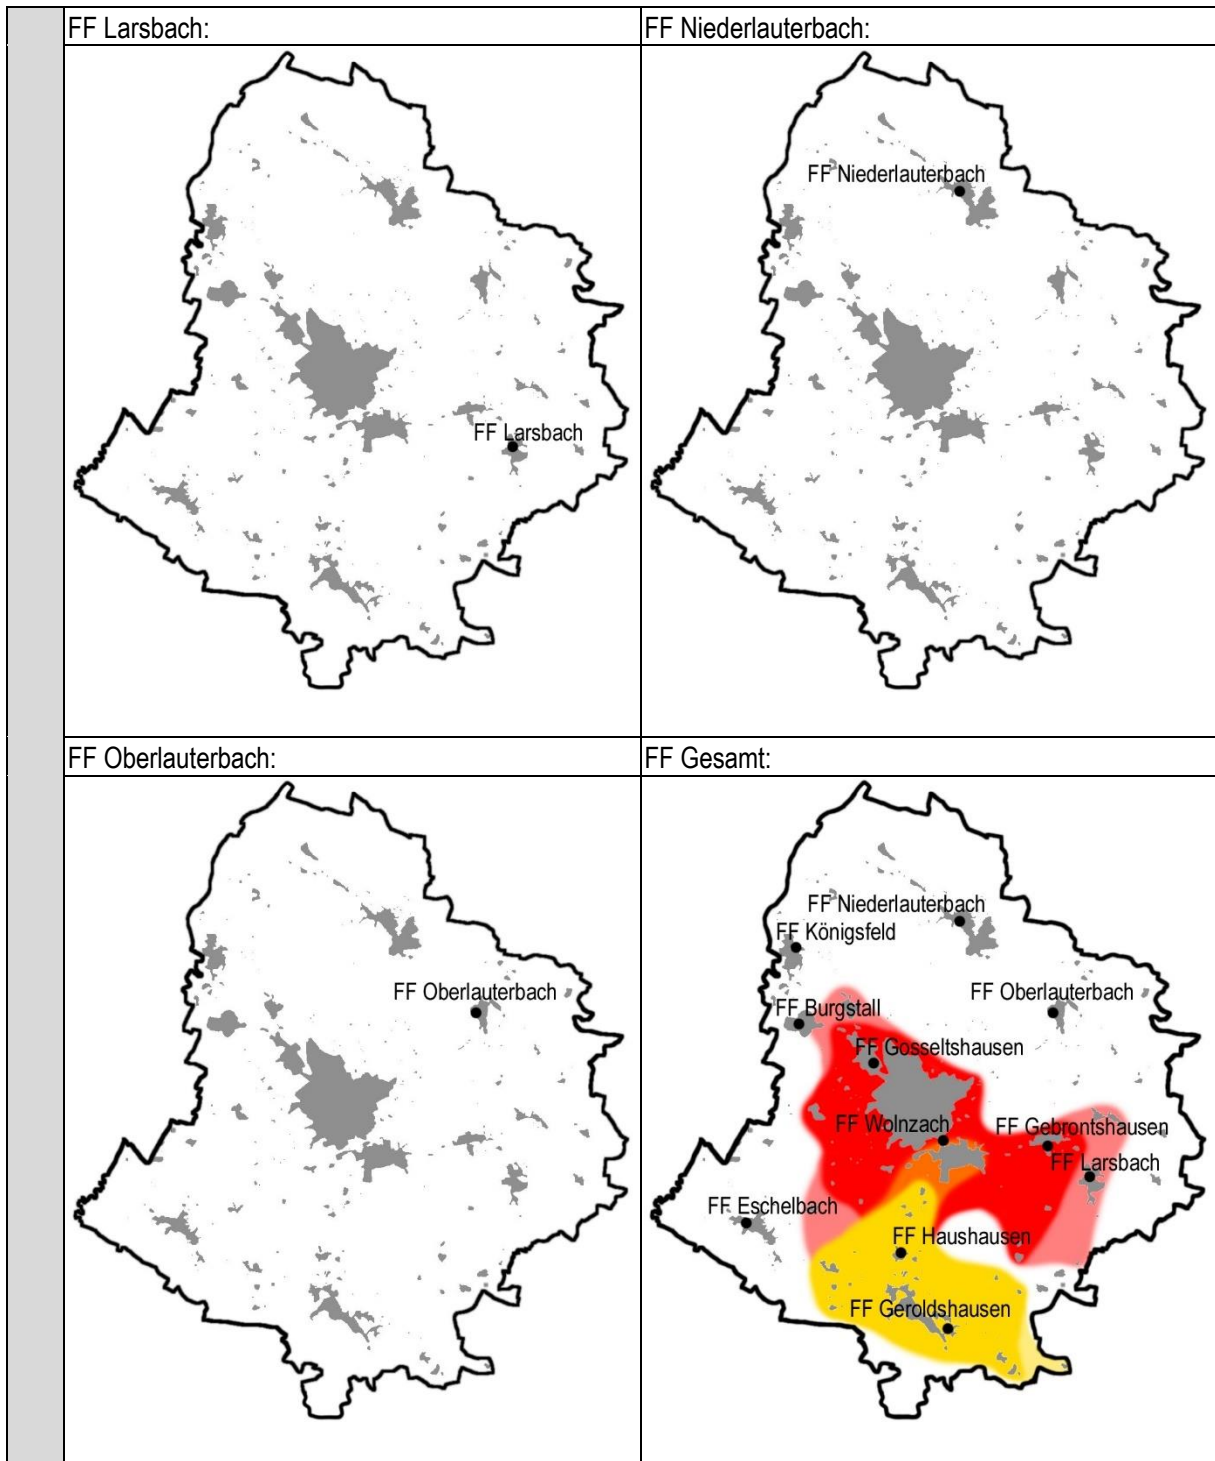 FF Larsbach:
FF Niederlauterbach:
FF Larsbach
FF Niederlauterbach
FF Oberlauterbach:
FF Gesamt:
FF Oberlauterbach
FF Niederlauterbach
FF Königsfeld
FF Oberlauterbach
FF Burgstall
FF Gosseltshausen
FF Wolnzach
FF Gebrontshausen
FF Larsbach
FF Eschelbach
FF Haushausen
FF Geroldshausen